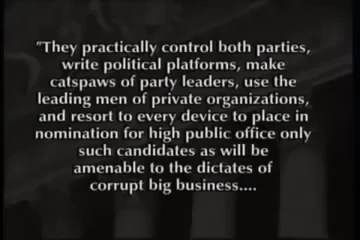 "They practically control both parties,
write political platforms, make
catspaws of party leaders, use the
leading men of private organizations,
and resort to every device to place in
nomination for high public office only
such candidates as will be
amenable to the dictates of
corrupt big business....